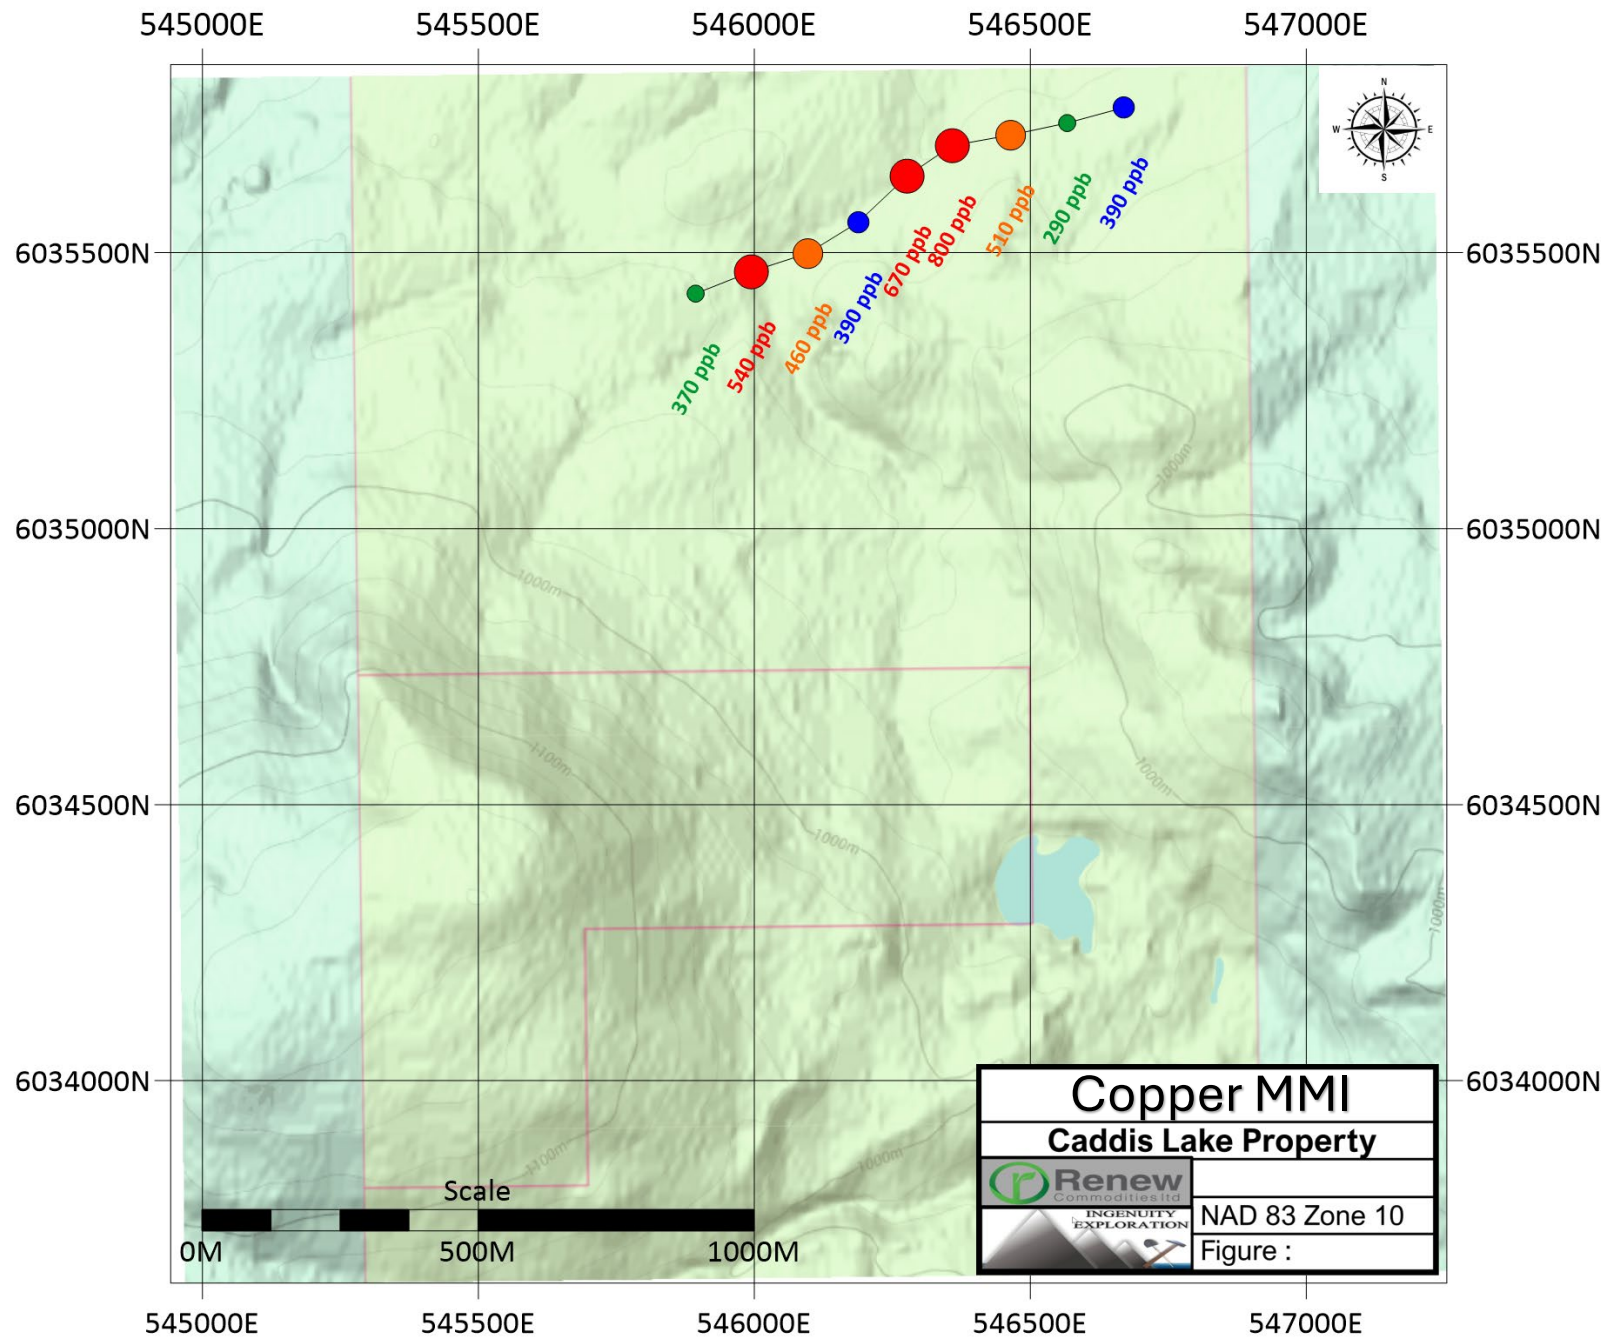 545000E 545500E 546000E 546500E 547000E
N
W E
S
390 ppb
290 ppb
510 ppb
800 ppb
670 ppb
6035500N 6035500N
390 ppb
460 ppb
540 ppb
370 ppb
1000m
6035000N 6035000N
1000m
1100m
1000m
6034500N 6034500N
1000m
1000m
6034000N 6034000N
1100m
1000m
Copper MMI
Caddis Lake Property
r Renew
Commodities ltd
INGENUITY
EXPLORATION
NAD 83 Zone 10
Figure :
Scale
0M 500M 1000M
545000E 545500E 546000E 546500E 547000E